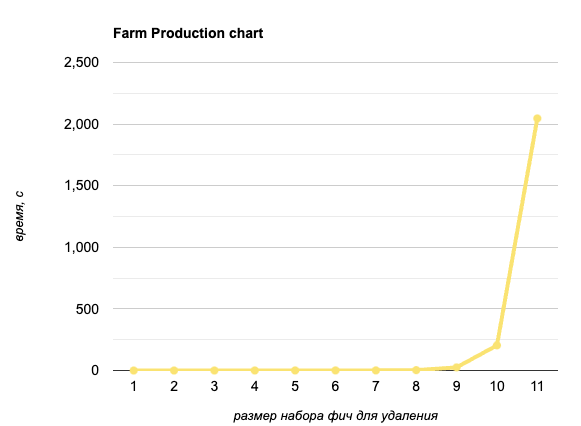 Farm Production chart
2,500
2,000
1,500
1,000
500
0
время, с
1 2 3 4 5 6 7 8 9 10 11
размер набора фич для удаления